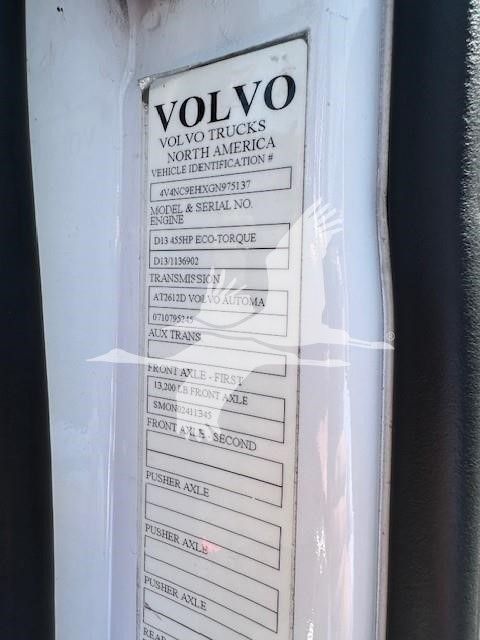 VOLVO
VOLVO TRUCKS
NORTH AMERICA
VEHICLE IDENTIFICATION #
4V4NC9EHXGN975137
MODEL & SERIAL NO.
ENGINE
D13 455HP ECO-TORQUE
D13/1136902
TRANSMISSION
AT2612D VOLVO AUTOMA
0710795245
AUX TRANS
FRONT AXLE - FIRST
13,200 LB FRONT AXLE
SMON02411345
FRONT AXLE - SECOND
PUSHER AXLE
PUSHER AXLE
PUSHER AXLE